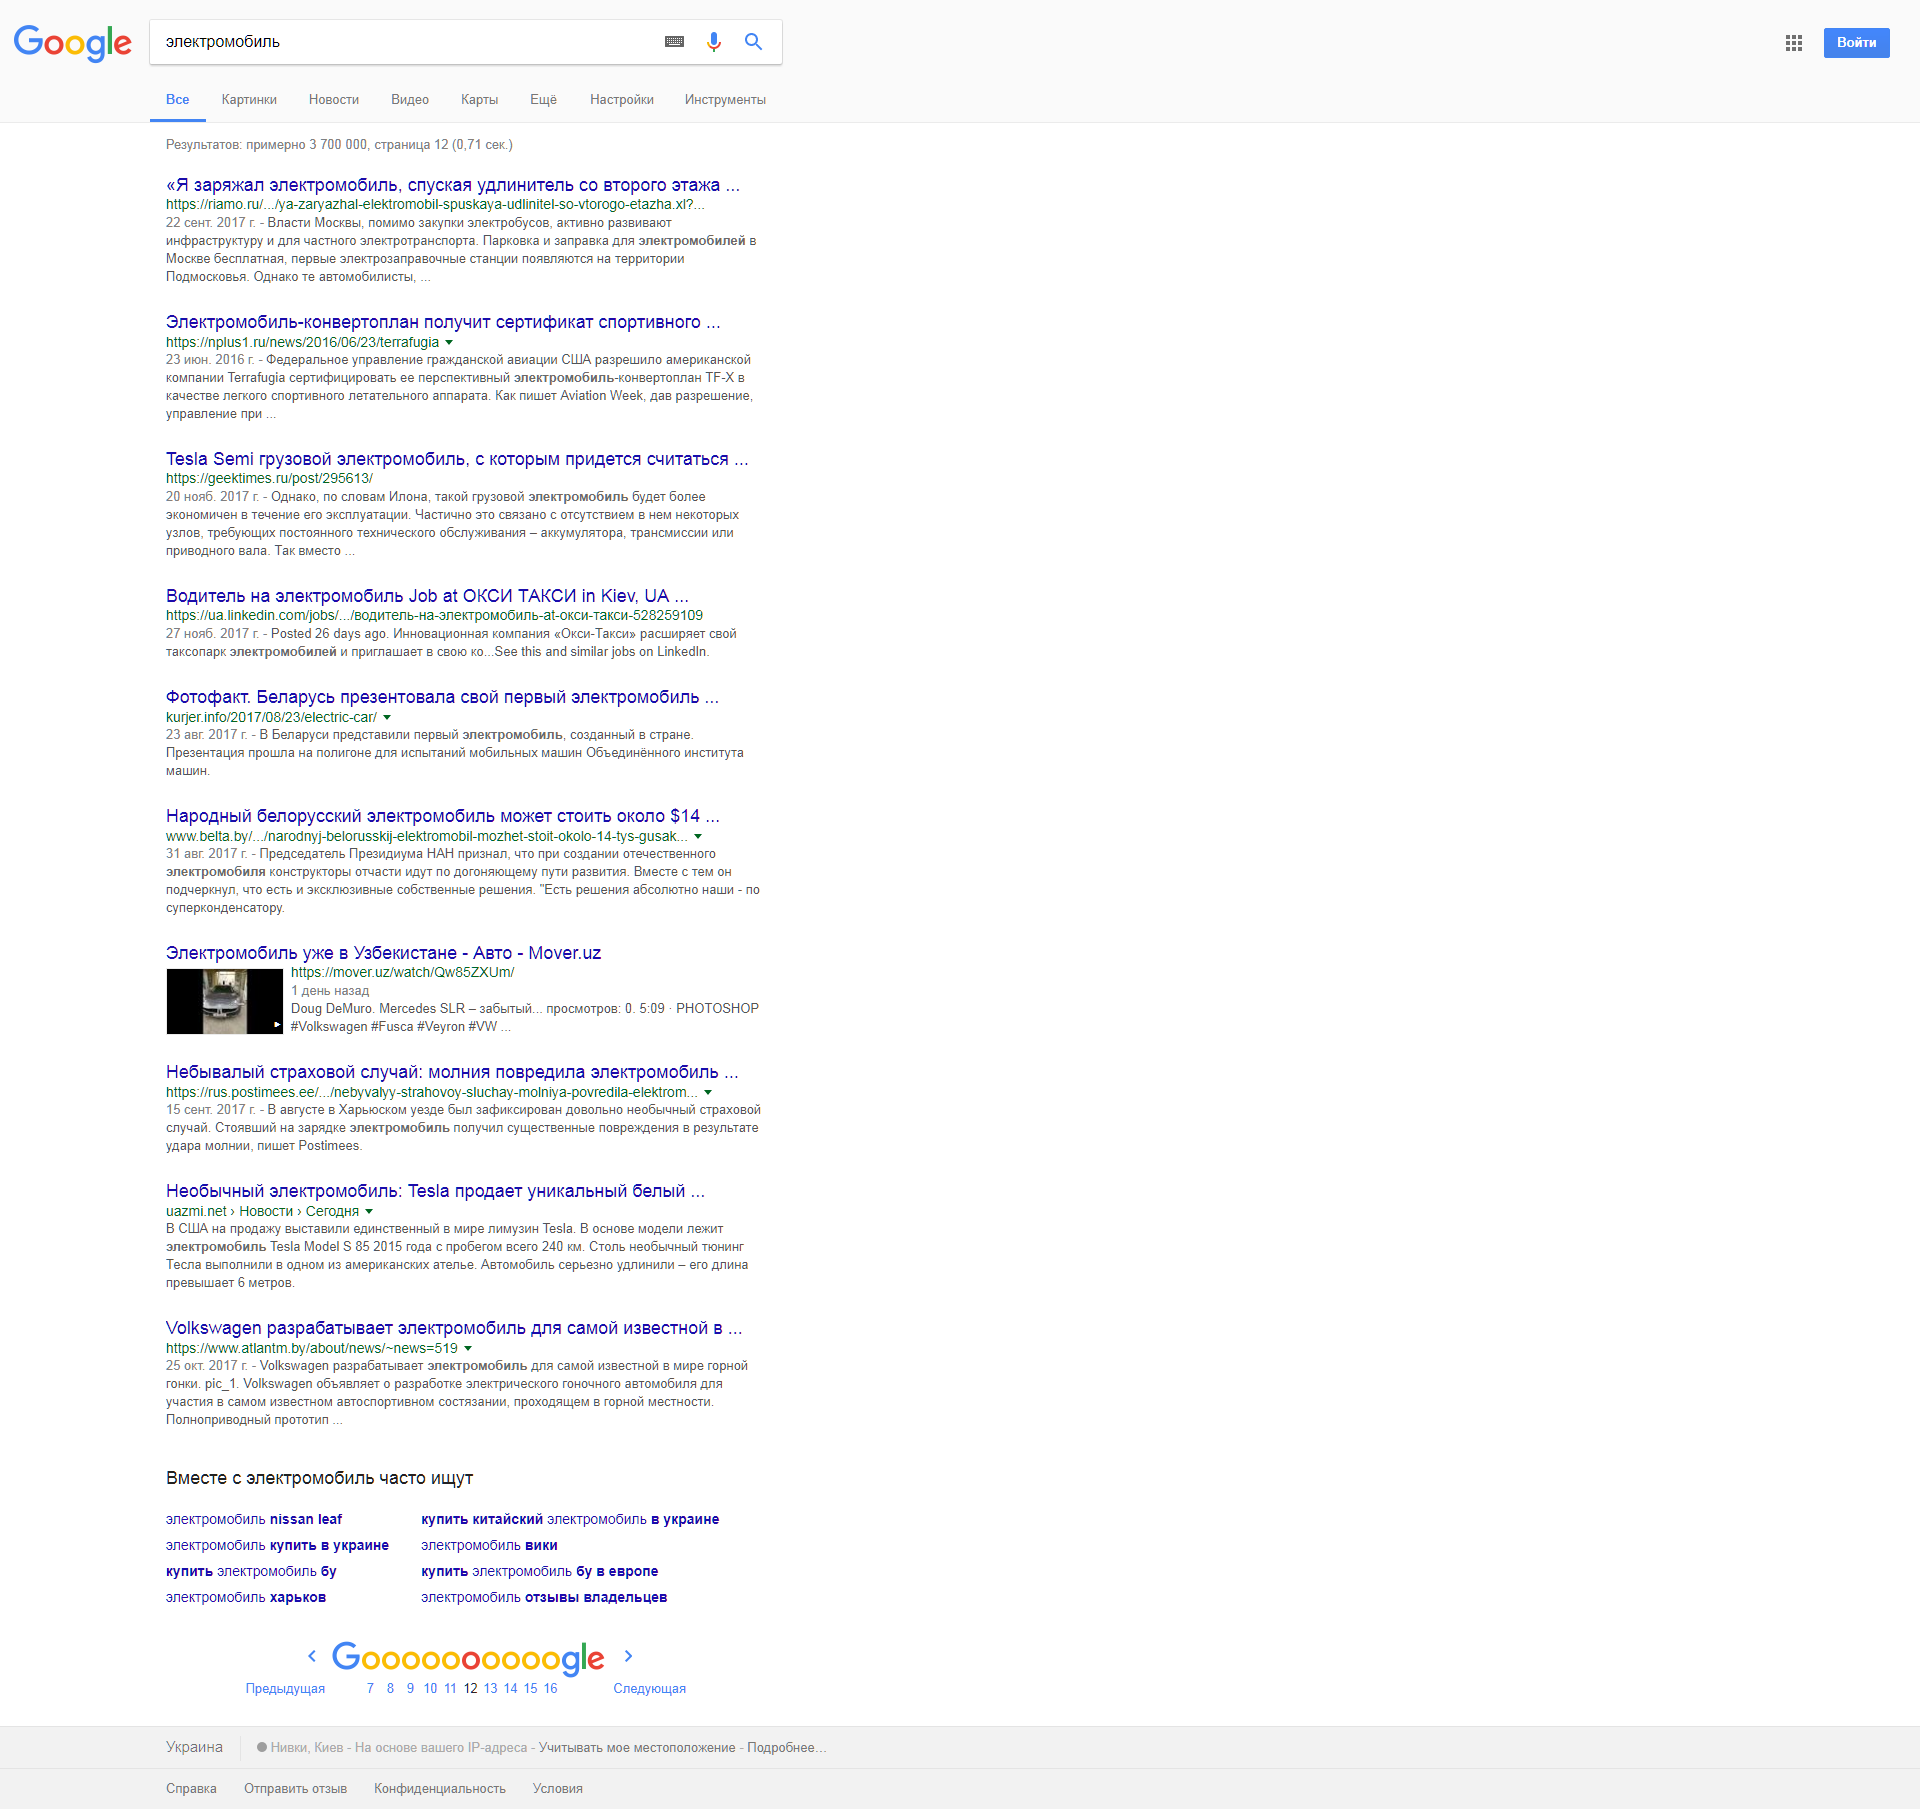 Google
электромобиль
Войти
Все Картинки Новости Видео Карты Ещё Настройки Инструменты
Результатов: примерно 3 700 000, страница 12 (0,71 сек.)
«Я заряжал электромобиль, спуская удлинитель со второго этажа ...
https://riamo.ru/.../ya-zaryazhal-elektromobil-spuskaya-udlinitel-so-vtorogo-etazha.xl?...
22 сент. 2017 г. - Власти Москвы, помимо закупки электробусов, активно развивают
инфраструктуру и для частного электротранспорта. Парковка и заправка для электромобилей в
Москве бесплатная, первые электрозаправочные станции появляются на территории
Подмосковья. Однако те автомобилисты, ...
Электромобиль-конвертоплан получит сертификат спортивного ...
https://nplus1.ru/news/2016/06/23/terrafugia
23 июн. 2016 г. - Федеральное управление гражданской авиации США разрешило американской
компании Terrafugia сертифицировать ее перспективный электромобиль-конвертоплан TF-X в
качестве легкого спортивного летательного аппарата. Как пишет Aviation Week, дав разрешение,
управление при ...
Tesla Semi грузовой электромобиль, с которым придется считаться ...
https://geektimes.ru/post/295613/
20 нояб. 2017 г. - Однако, по словам Илона, такой грузовой электромобиль будет более
экономичен в течение его эксплуатации. Частично это связано с отсутствием в нем некоторых
узлов, требующих постоянного технического обслуживания – аккумулятора, трансмиссии или
приводного вала. Так вместо ...
Водитель на электромобиль Job at ОКСИ ТАКСИ in Kiev, UA ...
https://ua.linkedin.com/jobs/.../водитель-на-электромобиль-at-окси-такси-528259109
27 нояб. 2017 г. - Posted 26 days ago. Инновационная компания «Окси-Такси» расширяет свой
таксопарк электромобилей и приглашает в свою ко...See this and similar jobs on LinkedIn.
Фотофакт. Беларусь презентовала свой первый электромобиль ...
kurjer.info/2017/08/23/electric-car/
23 авг. 2017 г. - В Беларуси представили первый электромобиль, созданный в стране.
Презентация прошла на полигоне для испытаний мобильных машин Объединённого института
машин.
Народный белорусский электромобиль может стоить около $14 ...
www.belta.by/.../narodnyj-belorusskij-elektromobil-mozhet-stoit-okolo-14-tys-gusak...
31 авг. 2017 г. - Председатель Президиума НАН признал, что при создании отечественного
электромобиля конструкторы отчасти идут по догоняющему пути развития. Вместе с тем он
подчеркнул, что есть и эксклюзивные собственные решения. "Есть решения абсолютно наши - по
суперконденсатору.
Электромобиль уже в Узбекистане - Авто - Mover.uz
https://mover.uz/watch/Qw85ZXUm/
1 день назад
Doug DeMuro. Mercedes SLR – забытый... просмотров: 0. 5:09 · PHOTOSHOP
#Volkswagen #Fusca #Veyron #VW ...
Небывалый страховой случай: молния повредила электромобиль ...
https://rus.postimees.ee/.../nebyvalyy-strahovoy-sluchay-molniya-povredila-elektrom...
15 сент. 2017 г. - В августе в Харьюском уезде был зафиксирован довольно необычный страховой
случай. Стоявший на зарядке электромобиль получил существенные повреждения в результате
удара молнии, пишет Postimees.
Необычный электромобиль: Tesla продает уникальный белый ...
uazmi.net › Новости › Сегодня
В США на продажу выставили единственный в мире лимузин Tesla. В основе модели лежит
электромобиль Tesla Model S 85 2015 года с пробегом всего 240 км. Столь необычный тюнинг
Тесла выполнили в одном из американских ателье. Автомобиль серьезно удлинили – его длина
превышает 6 метров.
Volkswagen разрабатывает электромобиль для самой известной в ...
https://www.atlantm.by/about/news/~news=519
25 окт. 2017 г. - Volkswagen разрабатывает электромобиль для самой известной в мире горной
гонки. pic_1. Volkswagen объявляет о разработке электрического гоночного автомобиля для
участия в самом известном автоспортивном состязании, проходящем в горной местности.
Полноприводный прототип ...
Вместе с электромобиль часто ищут
электромобиль nissan leaf купить китайский электромобиль в украине
электромобиль купить в украине электромобиль вики
купить электромобиль бу купить электромобиль бу в европе
электромобиль харьков электромобиль отзывы владельцев
Goooooooooogle
Предыдущая 7 8 9 10 11 12 13 14 15 16 Следующая
Украина Нивки, Киев - На основе вашего IP-адреса - Учитывать мое местоположение - Подробнее...
Справка Отправить отзыв Конфиденциальность Условия